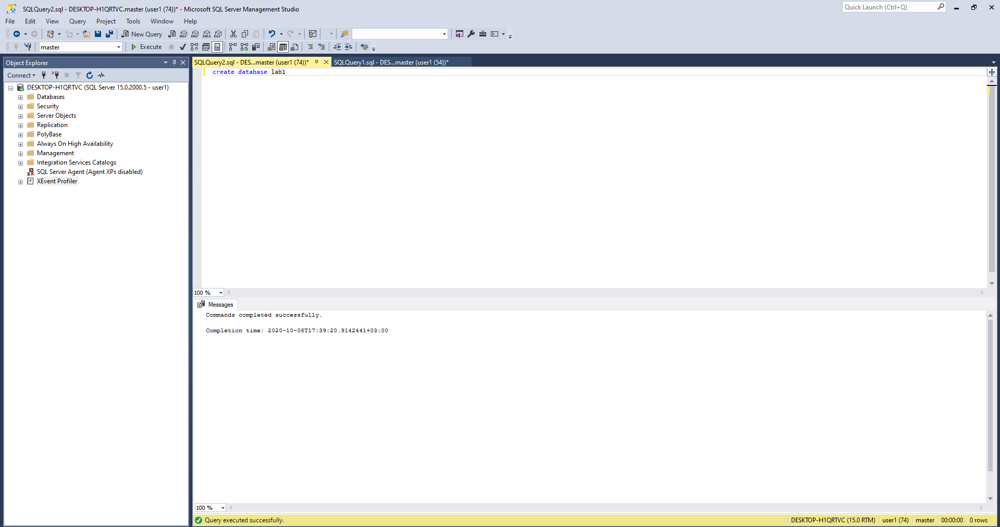 SQLQuery2.sql - DESKTOP-H1QRTVC.master (user1 (74))* - Microsoft SQL Server Management Studio
Quick Launch (Ctrl+Q)
File Edit View Query Project Tools Window Help
New Query MDX DMX XMLA DAX
master Execute
Object Explorer
SQLQuery2.sql - DES...master (user1 (74))* SQLQuery1.sql - DES...master (user1 (54))*
Connect
create database lab1
DESKTOP-H1QRTVC (SQL Server 15.0.2000.5 - user1)
Databases
Security
Server Objects
Replication
PolyBase
Always On High Availability
Management
Integration Services Catalogs
SQL Server Agent (Agent XPs disabled)
XEvent Profiler
100 %
Messages
Commands completed successfully.
Completion time: 2020-10-08T17:39:20.9142441+03:00
100 %
Query executed successfully. DESKTOP-H1QRTVC (15.0 RTM) user1 (74) master 00:00:00 0 rows